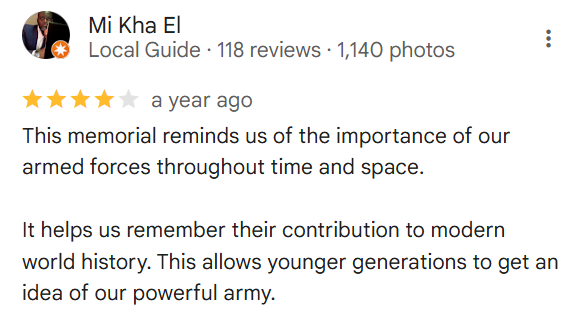 Mi Kha El
Local Guide · 118 reviews · 1,140 photos
a year ago
This memorial reminds us of the importance of our
armed forces throughout time and space.
It helps us remember their contribution to modern
world history. This allows younger generations to get an
idea of our powerful army.